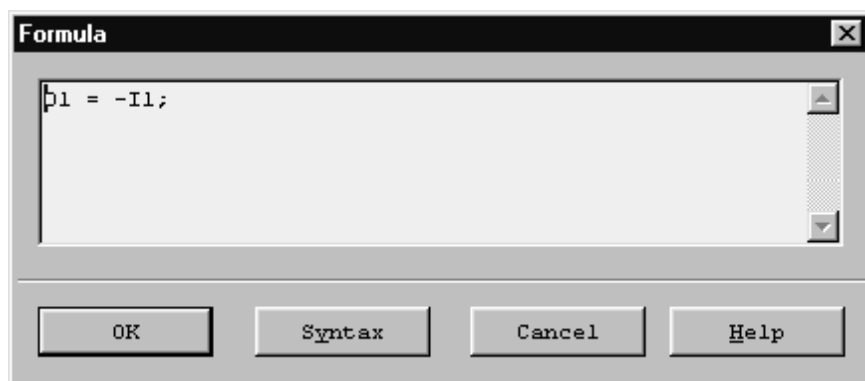 Formula
O1 = -I1;
OK
Syntax
Cancel
Help